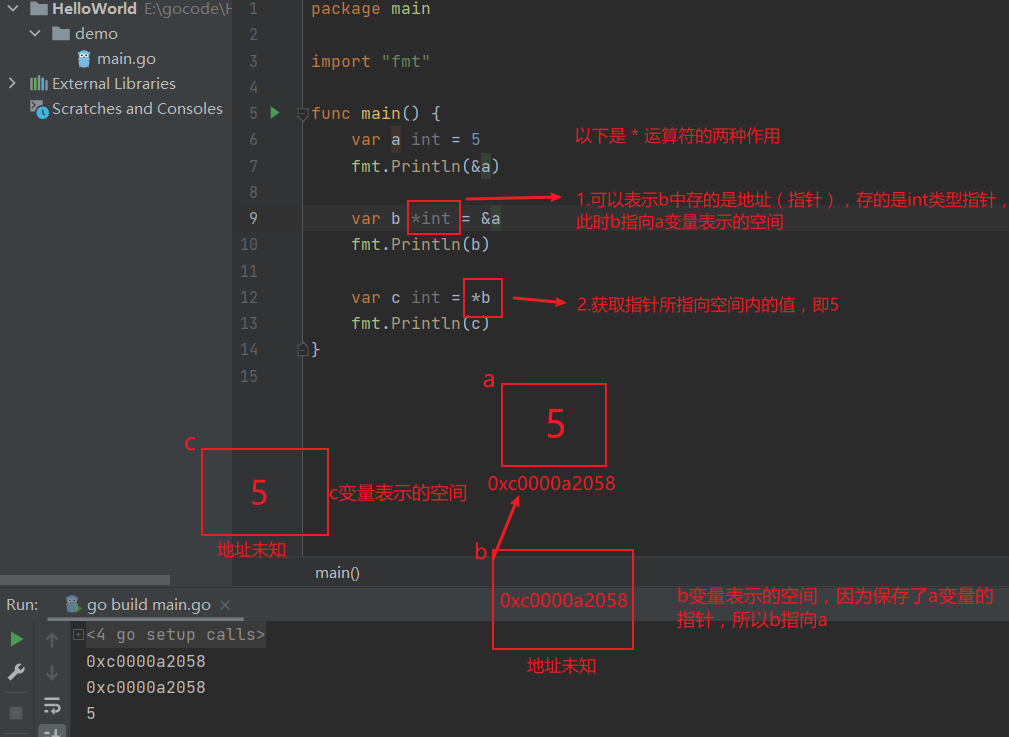 HelloWorld E:\gocode\H
demo
main.go
External Libraries
Scratches and Consoles
1 package main
2
3 import "fmt"
4
5 func main() {
6 var a int = 5
7 fmt.Println(&a)
8
9 var b *int = &a
10 fmt.Println(b)
11
12 var c int = *b
13 fmt.Println(c)
14 }
15
以下是 * 运算符的两种作用
1.可以表示b中存的是地址（指针），存的是int类型指针，
此时b指向a变量表示的空间
2.获取指针所指向空间内的值，即5
a
5
0xc0000a2058
c
5
c变量表示的空间
地址未知
b
0xc0000a2058
地址未知
b变量表示的空间，因为保存了a变量的
指针，所以b指向a
main()
Run: go build main.go
<4 go setup calls>
0xc0000a2058
0xc0000a2058
5